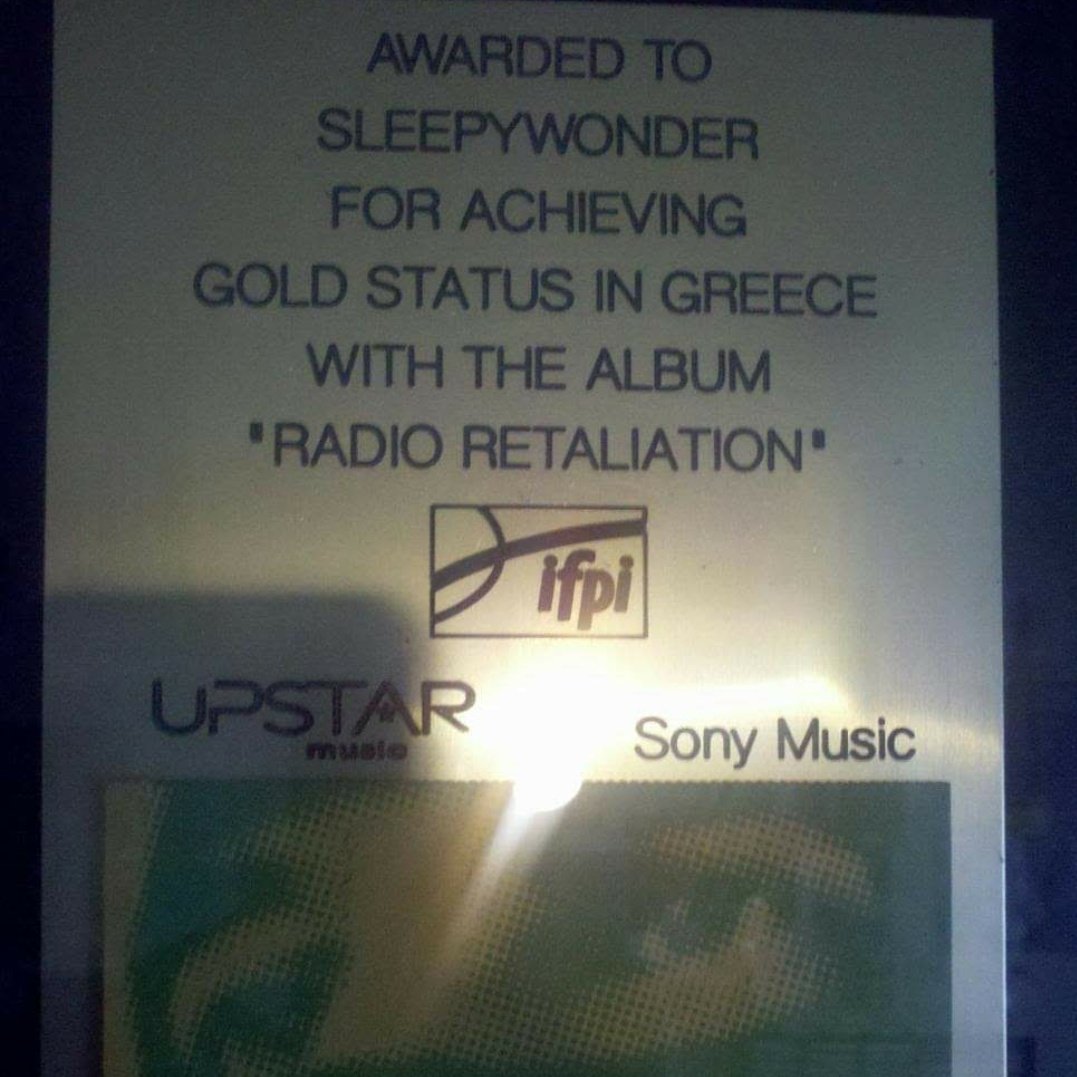 AWARDED TO
SLEEPYWONDER
FOR ACHIEVING
GOLD STATUS IN GREECE
WITH THE ALBUM
"RADIO RETALIATION"
ifpi
UPSTAR
music
Sony Music